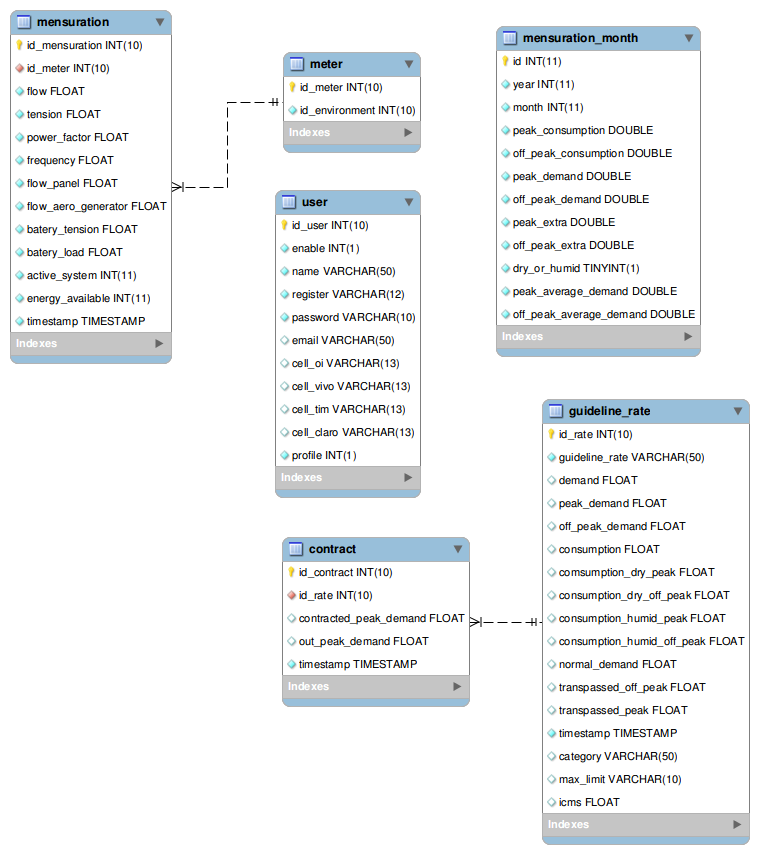 mensuration
id_mensuration INT(10)
id_meter INT(10)
flow FLOAT
tension FLOAT
power_factor FLOAT
frequency FLOAT
flow_panel FLOAT
flow_aero_generator FLOAT
batery_tension FLOAT
batery_load FLOAT
active_system INT(11)
energy_available INT(11)
timestamp TIMESTAMP
Indexes
meter
id_meter INT(10)
id_environment INT(10)
Indexes
mensuration_month
id INT(11)
year INT(11)
month INT(11)
peak_consumption DOUBLE
off_peak_consumption DOUBLE
peak_demand DOUBLE
off_peak_demand DOUBLE
peak_extra DOUBLE
off_peak_extra DOUBLE
dry_or_humid TINYINT(1)
peak_average_demand DOUBLE
off_peak_average_demand DOUBLE
Indexes
user
id_user INT(10)
enable INT(1)
name VARCHAR(50)
register VARCHAR(12)
password VARCHAR(10)
email VARCHAR(50)
cell_oi VARCHAR(13)
cell_vivo VARCHAR(13)
cell_tim VARCHAR(13)
cell_claro VARCHAR(13)
profile INT(1)
Indexes
guideline_rate
id_rate INT(10)
guideline_rate VARCHAR(50)
demand FLOAT
peak_demand FLOAT
off_peak_demand FLOAT
consumption FLOAT
comsumption_dry_peak FLOAT
consumption_dry_off_peak FLOAT
consumption_humid_peak FLOAT
consumption_humid_off_peak FLOAT
normal_demand FLOAT
transpassed_off_peak FLOAT
transpassed_peak FLOAT
timestamp TIMESTAMP
category VARCHAR(50)
max_limit VARCHAR(10)
icms FLOAT
Indexes
contract
id_contract INT(10)
id_rate INT(10)
contracted_peak_demand FLOAT
out_peak_demand FLOAT
timestamp TIMESTAMP
Indexes